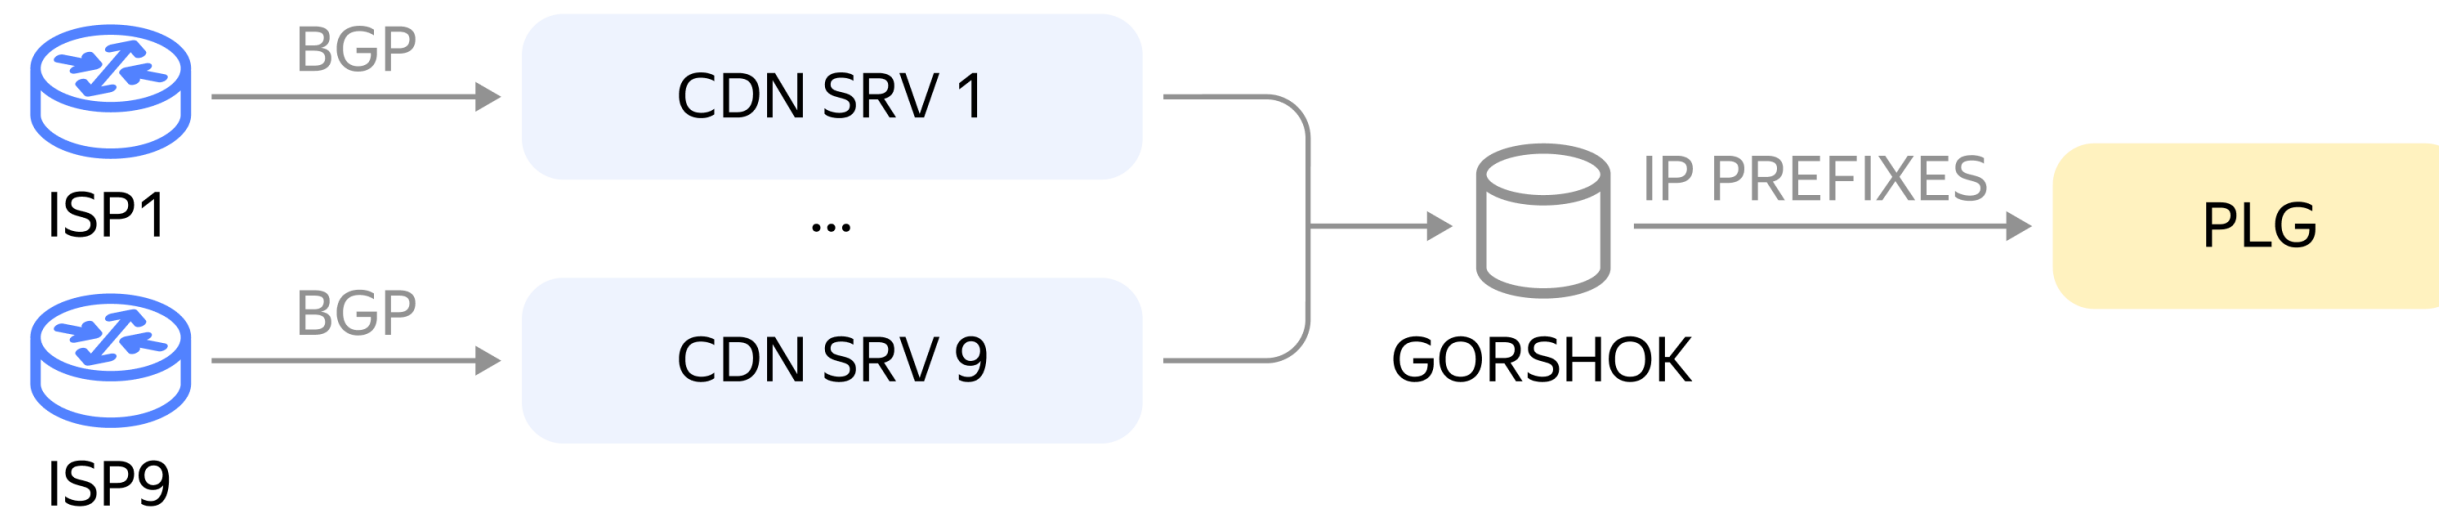 BGP
CDN SRV 1
ISP1
...
IP PREFIXES
PLG
BGP
CDN SRV 9
GORSHOK
ISP9